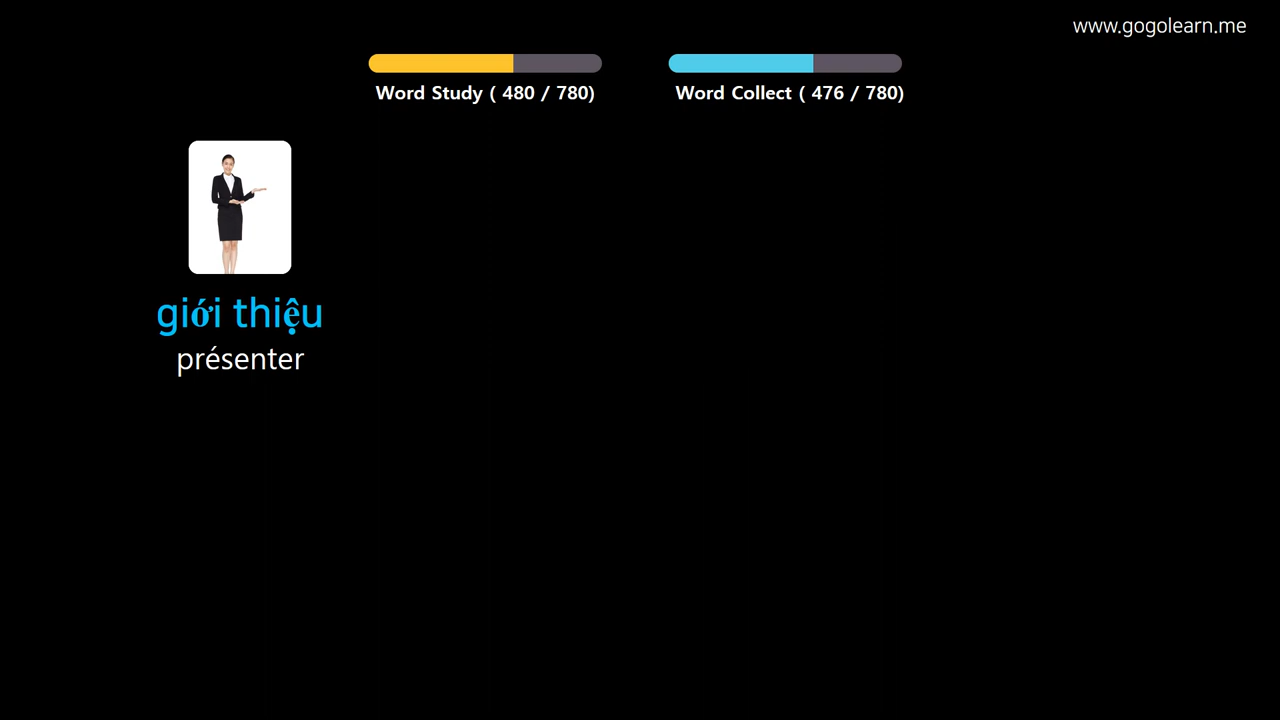 www.gogolearn.me
Word Study ( 480 / 780)
Word Collect ( 476 / 780)
giới thiệu
présenter